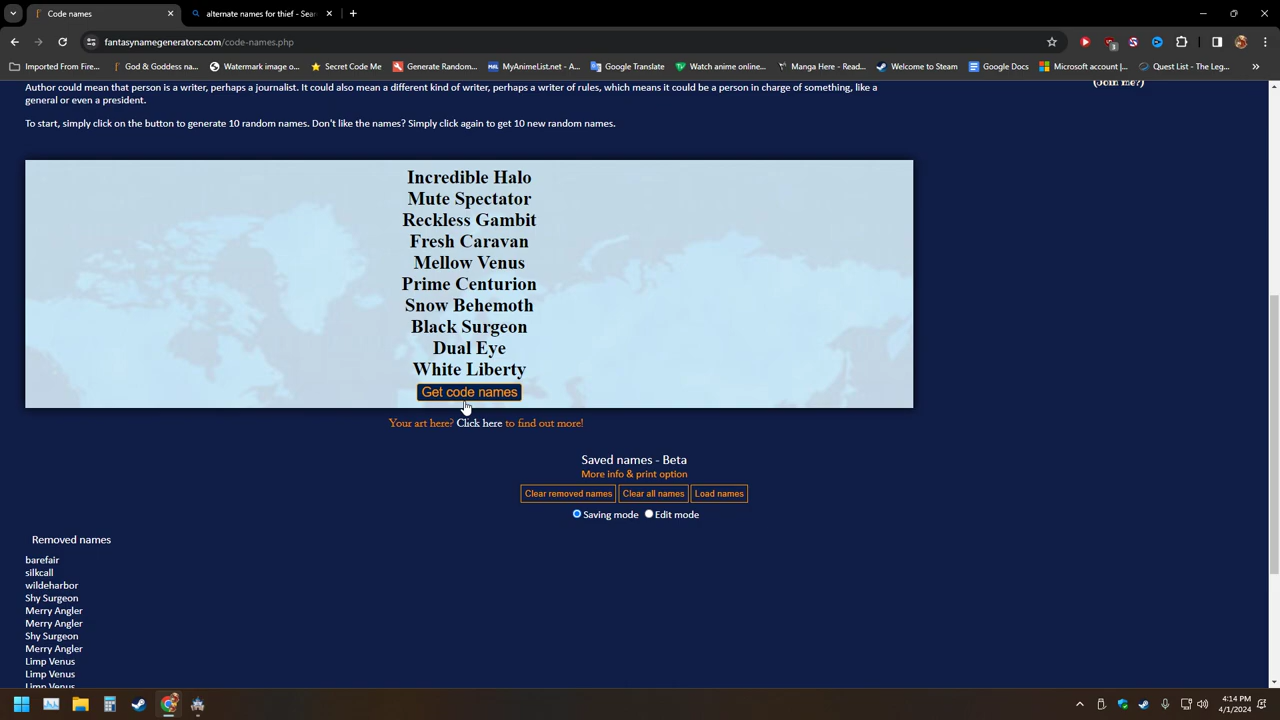 Code names
alternate names for thief - Sear
fantasynamegenerators.com/code-names.php
Imported From Fire...
God & Goddess na...
Watermark image o...
Secret Code Me
Generate Random...
MyAnimeList.net - A...
Google Translate
Watch anime online...
Manga Here - Read...
Welcome to Steam
Google Docs
Microsoft account |...
Quest List - The Leg...
(Join me?)
Author could mean that person is a writer, perhaps a journalist. It could also mean a different kind of writer, perhaps a writer of rules, which means it could be a person in charge of something, like a
general or even a president.
To start, simply click on the button to generate 10 random names. Don't like the names? Simply click again to get 10 new random names.
Incredible Halo
Mute Spectator
Reckless Gambit
Fresh Caravan
Mellow Venus
Prime Centurion
Snow Behemoth
Black Surgeon
Dual Eye
White Liberty
Get code names
Your art here? Click here to find out more!
Saved names - Beta
More info & print option
Clear removed names
Clear all names
Load names
Saving mode
Edit mode
Removed names
barefair
silkcall
wildeharbor
Shy Surgeon
Merry Angler
Merry Angler
Shy Surgeon
Merry Angler
Limp Venus
Limp Venus
Limp Venus
4:14 PM
4/1/2024